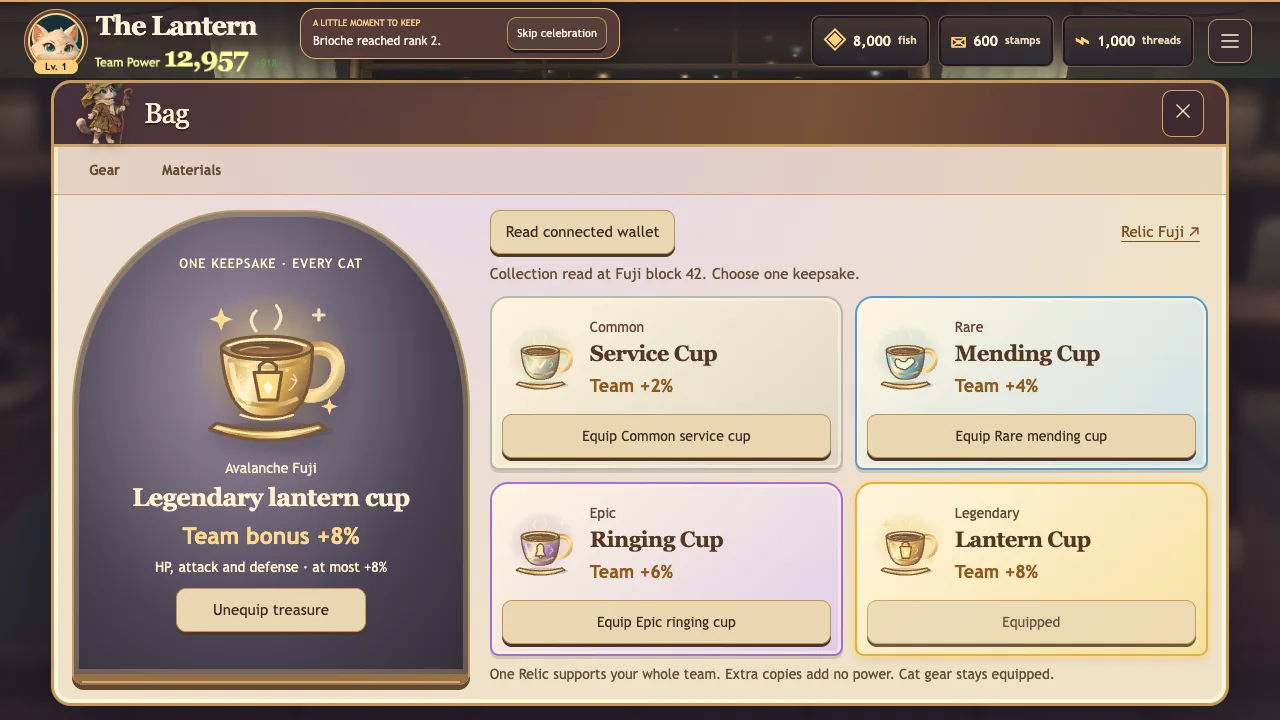 The Lantern
Lv. 1
Team Power 12,957 +918
A LITTLE MOMENT TO KEEP
Brioche reached rank 2.
Skip celebration
8,000 fish
600 stamps
1,000 threads
Bag
Gear
Materials
ONE KEEPSAKE · EVERY CAT
Avalanche Fuji
Legendary lantern cup
Team bonus +8%
HP, attack and defense · at most +8%
Unequip treasure
Read connected wallet
Relic Fuji ↗
Collection read at Fuji block 42. Choose one keepsake.
Common
Service Cup
Team +2%
Equip Common service cup
Rare
Mending Cup
Team +4%
Equip Rare mending cup
Epic
Ringing Cup
Team +6%
Equip Epic ringing cup
Legendary
Lantern Cup
Team +8%
Equipped
One Relic supports your whole team. Extra copies add no power. Cat gear stays equipped.